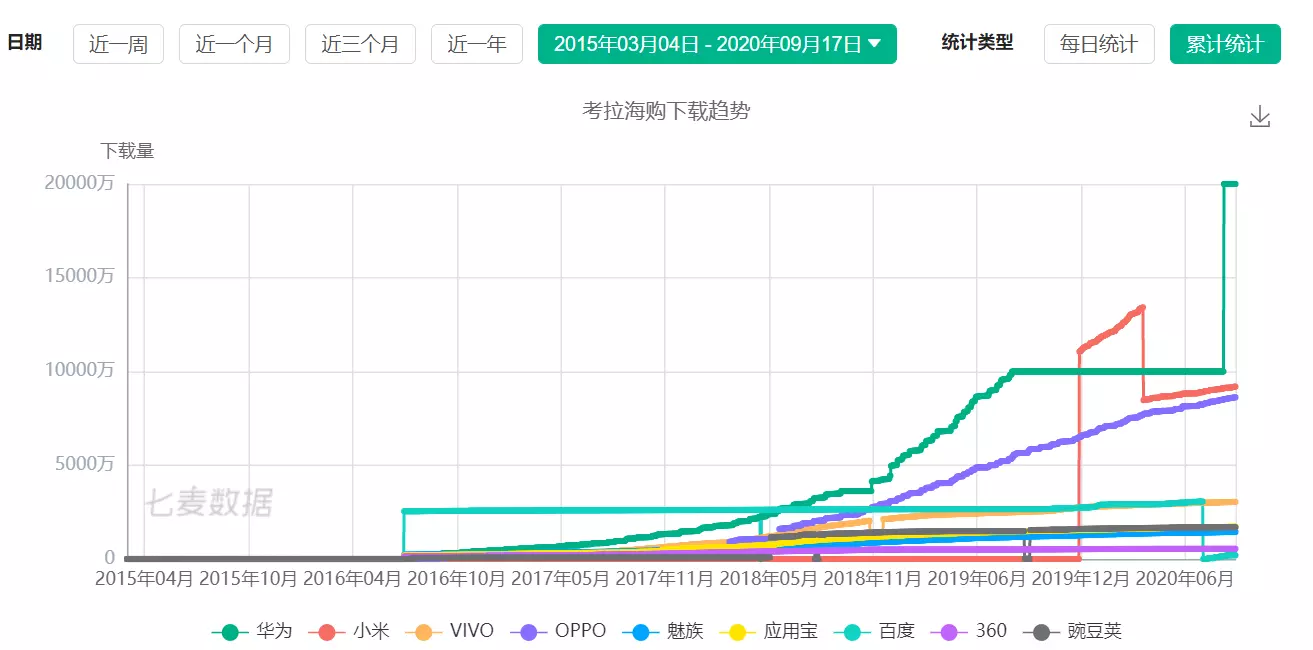 日期 近一周 近一个月 近三个月 近一年 2015年03月04日 - 2020年09月17日 统计类型 每日统计 累计统计
考拉海购下载趋势
下载量
20000万
15000万
10000万
5000万
七麦数据
0
2015年04月 2015年10月 2016年04月 2016年10月 2017年05月 2017年11月 2018年05月 2018年11月 2019年06月 2019年12月 2020年06月
华为 小米 VIVO OPPO 魅族 应用宝 百度 360 豌豆荚